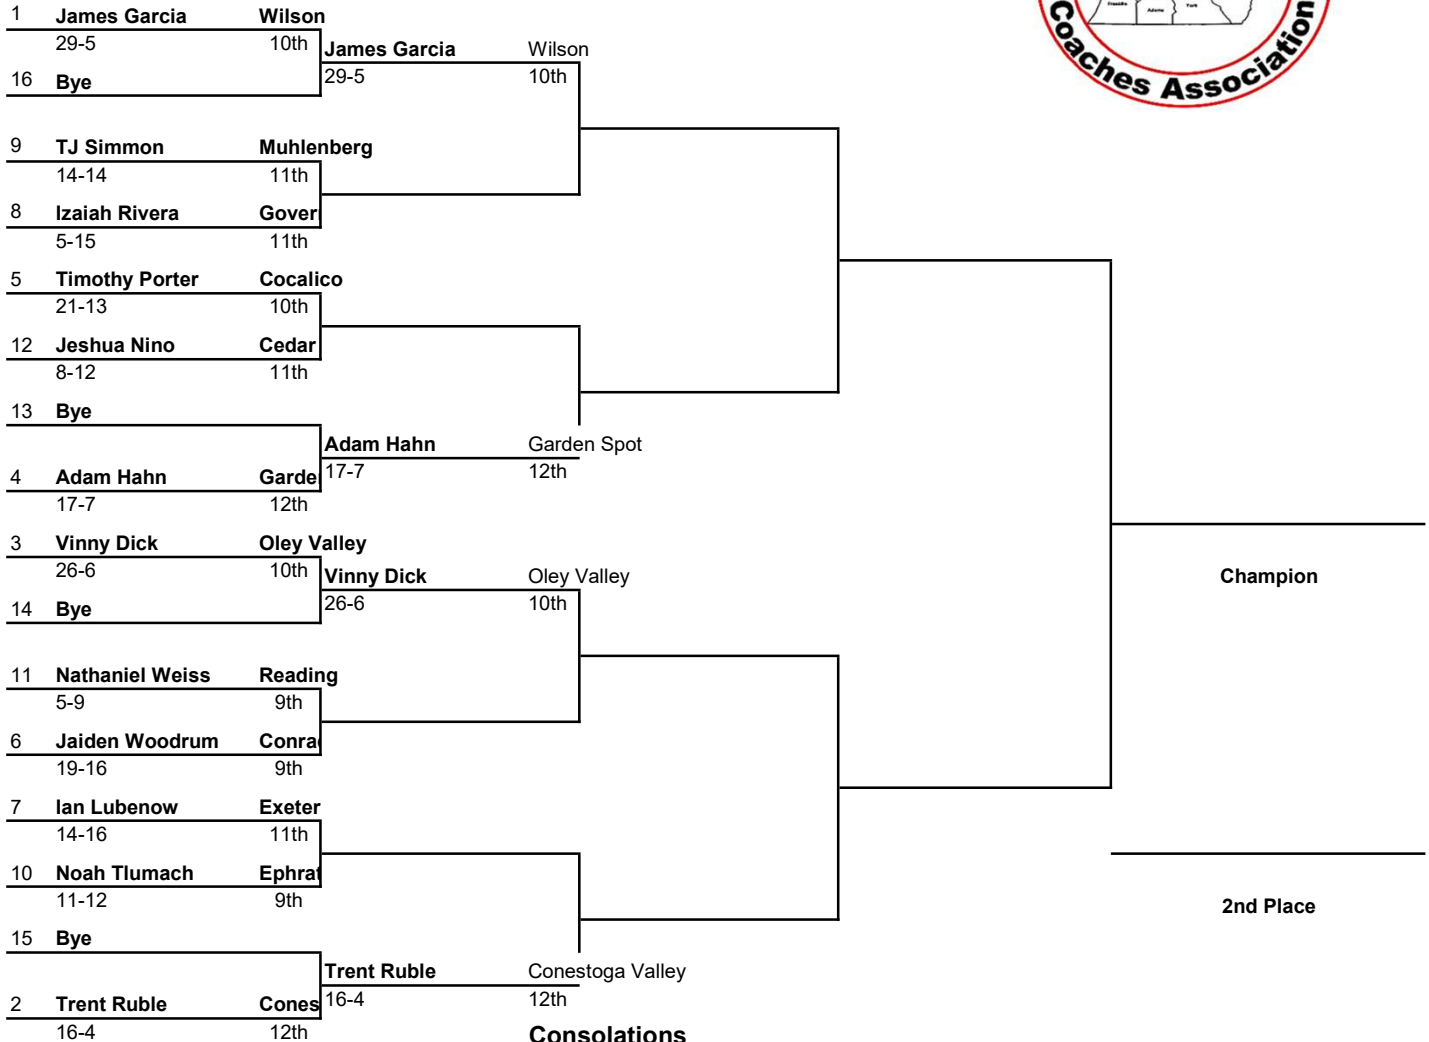 1 James Garcia Wilson
29-5 10th James Garcia Wilson
16 Bye 29-5 10th
9 TJ Simmon Muhlenberg
14-14 11th
8 Izaiah Rivera Gover
5-15 11th
5 Timothy Porter Cocalico
21-13 10th
12 Jeshua Nino Cedar
8-12 11th
13 Bye
Adam Hahn Garden Spot
4 Adam Hahn Garde 17-7 12th
17-7 12th
3 Vinny Dick Oley Valley
26-6 10th Vinny Dick Oley Valley
14 Bye 26-6 10th
11 Nathaniel Weiss Reading
5-9 9th
6 Jaiden Woodrum Conra
19-16 9th
7 Ian Lubenow Exeter
14-16 11th
10 Noah Tlumach Ephrat
11-12 9th
15 Bye
Trent Ruble Conestoga Valley
2 Trent Ruble Cones 16-4 12th
16-4 12th
Consolations
Champion
2nd Place
Coaches Association
Franklin Adams York